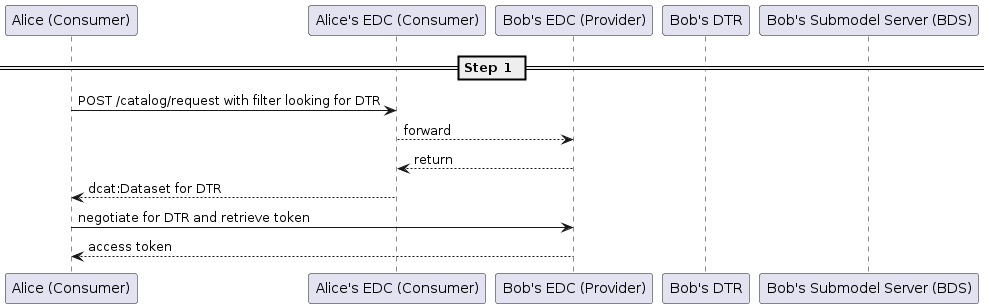 Alice (Consumer)
Alice's EDC (Consumer)
Bob's EDC (Provider)
Bob's DTR
Bob's Submodel Server (BDS)
Step 1
POST /catalog/request with filter looking for DTR
forward
return
dcat:Dataset for DTR
negotiate for DTR and retrieve token
access token
Alice (Consumer)
Alice's EDC (Consumer)
Bob's EDC (Provider)
Bob's DTR
Bob's Submodel Server (BDS)